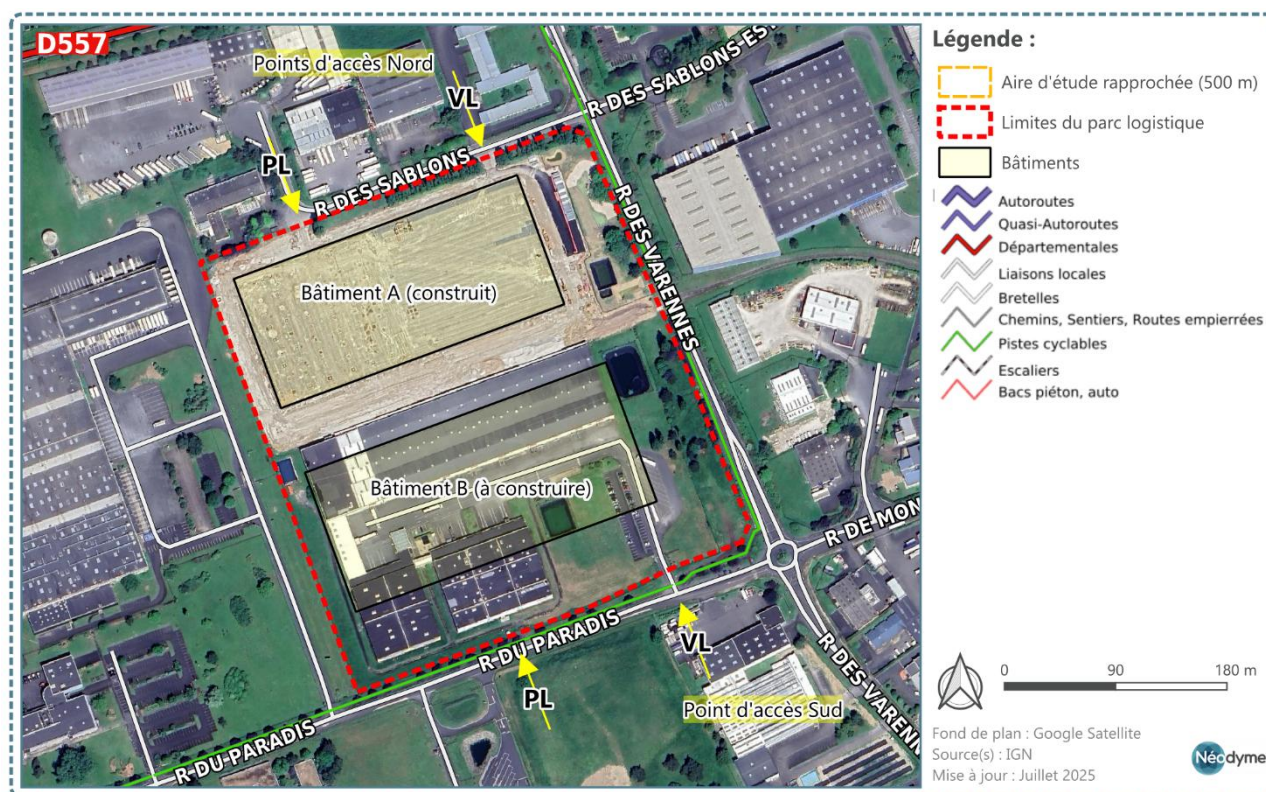 D557
Points d'accès Nord
VL
R DES SABLONS EST
PL
R DES SABLONS
R DES VARENNES
Bâtiment A (construit)
Bâtiment B (à construire)
R DE MON
R DU PARADIS
VL
PL
Point d'accès Sud
R DES VARENN
R DU PARADIS
Légende :
Aire d'étude rapprochée (500 m)
Limites du parc logistique
Bâtiments
Autoroutes
Quasi-Autoroutes
Départementales
Liaisons locales
Bretelles
Chemins, Sentiers, Routes empierrées
Pistes cyclables
Escaliers
Bacs piéton, auto
0 90 180 m
Fond de plan : Google Satellite
Source(s) : IGN
Mise à jour : Juillet 2025
Néodyme